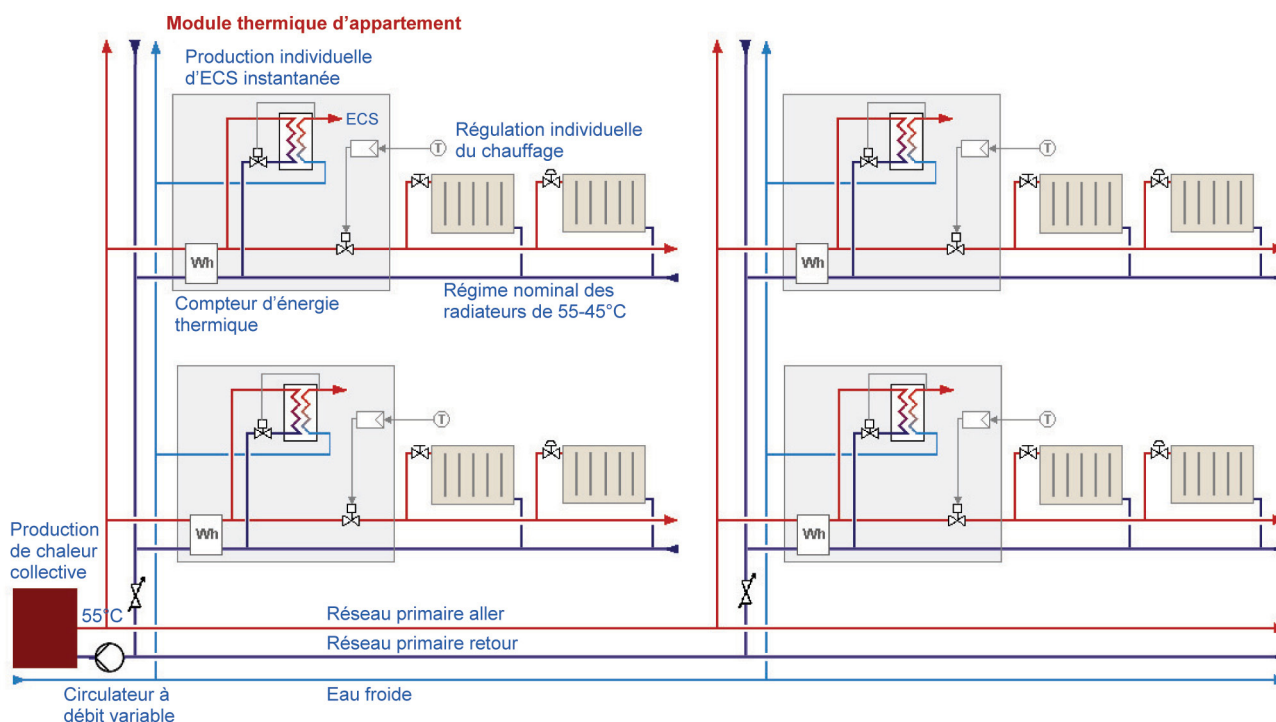 Module thermique d’appartement
Production individuelle
d’ECS instantanée
ECS
Régulation individuelle
du chauffage
T
T
Wh
Wh
Compteur d’énergie
thermique
Régime nominal des
radiateurs de 55-45°C
T
T
Wh
Wh
Production
de chaleur
collective
55°C
Réseau primaire aller
Réseau primaire retour
Circulateur à
débit variable
Eau froide